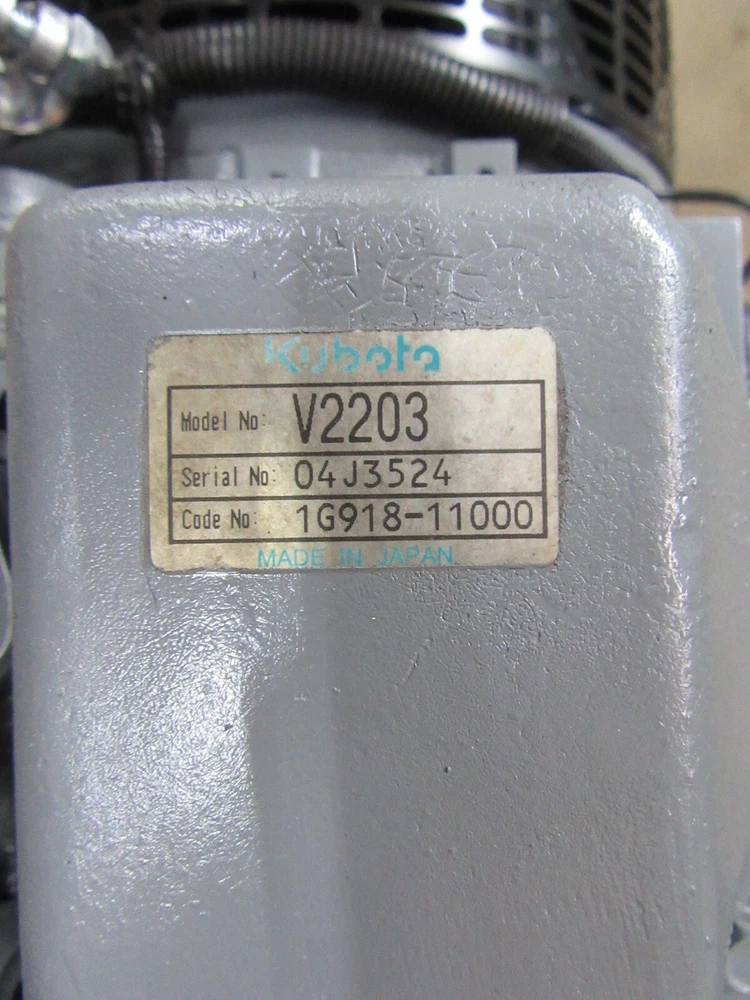 Kubota
Model No: V2203
Serial No: 04J3524
Code No: 1G918-11000
MADE IN JAPAN